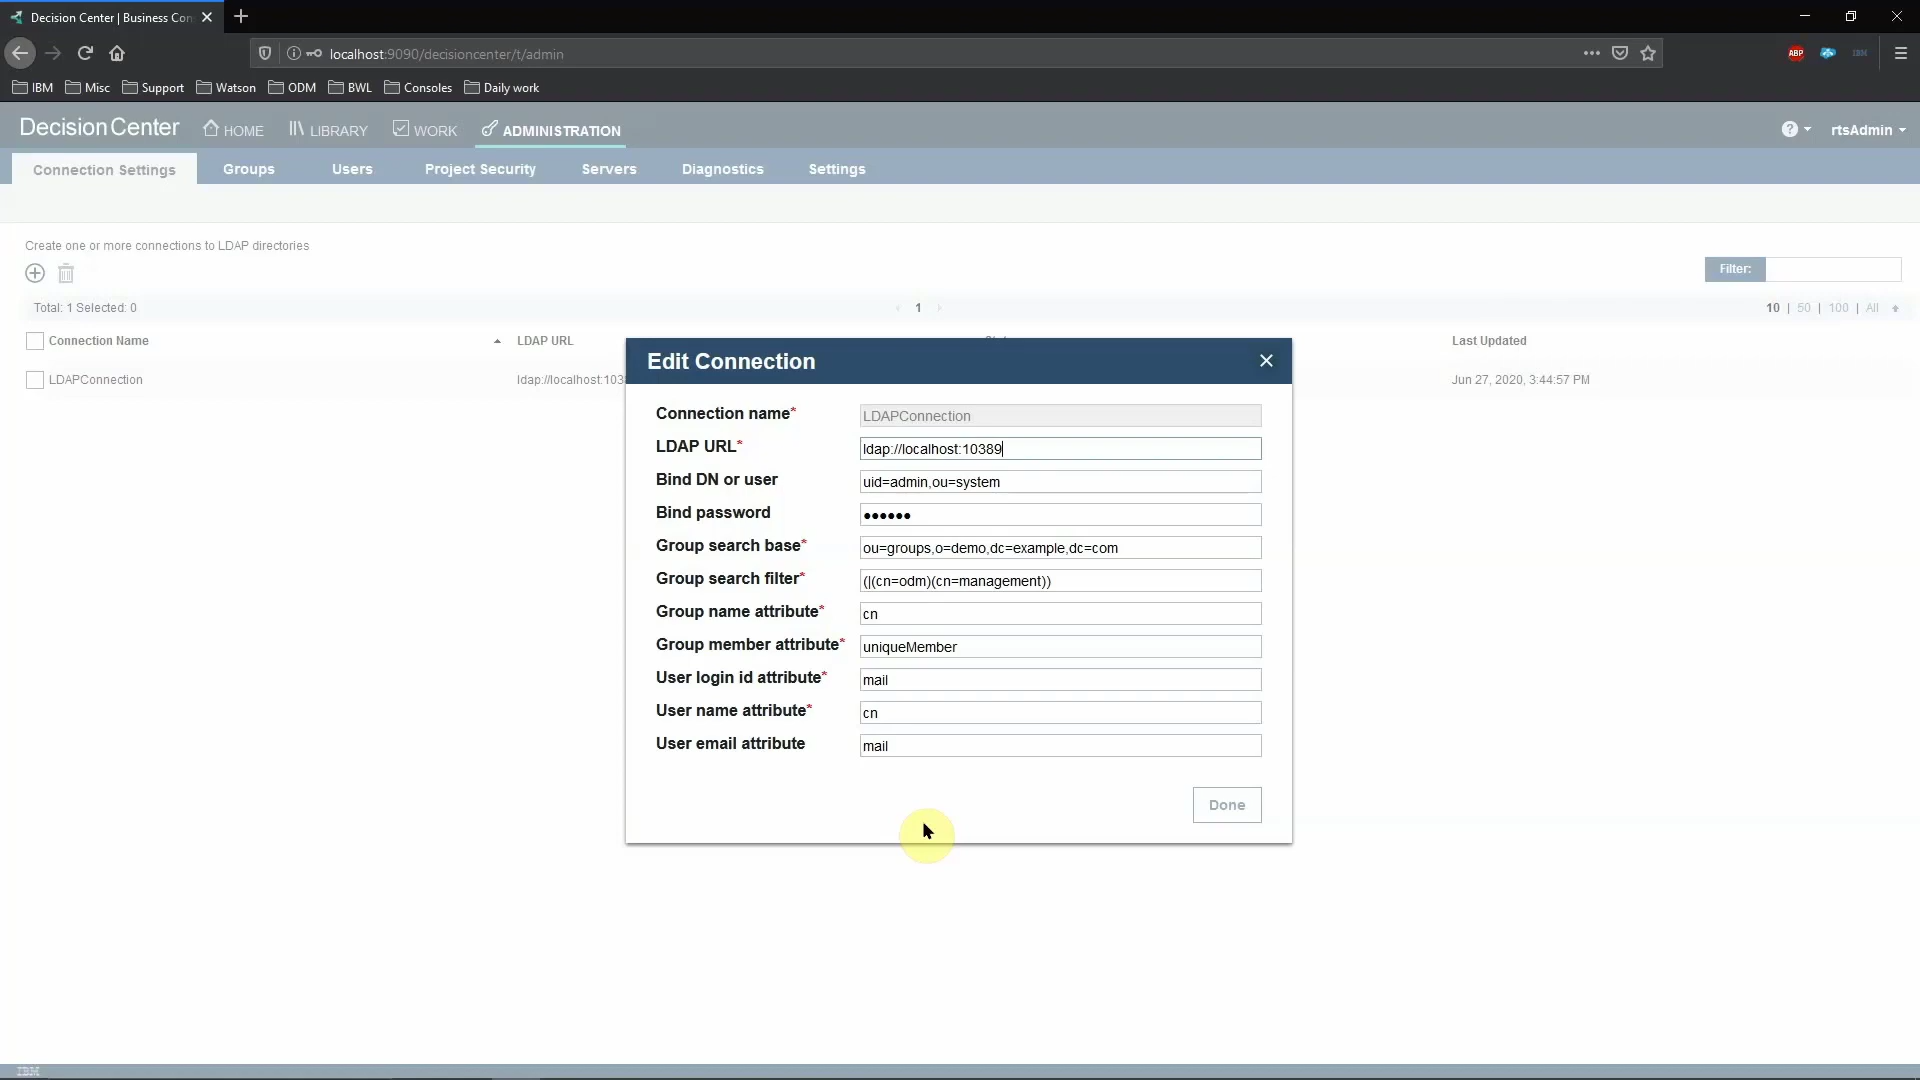 Decision Center | Business Con
localhost:9090/decisioncenter/t/admin
ABP
IBM
IBM Misc Support Watson ODM BWL Consoles Daily work
Decision Center HOME LIBRARY WORK ADMINISTRATION ? rtsAdmin
Connection Settings Groups Users Project Security Servers Diagnostics Settings
Create one or more connections to LDAP directories
Filter:
Total: 1 Selected: 0 1 10 | 50 | 100 | All
Connection Name LDAP URL Last Updated
LDAPConnection ldap://localhost:103 Jun 27, 2020, 3:44:57 PM
Edit Connection
Connection name* LDAPConnection
LDAP URL* ldap://localhost:10389
Bind DN or user uid=admin,ou=system
Bind password ●●●●●●
Group search base* ou=groups,o=demo,dc=example,dc=com
Group search filter* (|(cn=odm)(cn=management))
Group name attribute* cn
Group member attribute* uniqueMember
User login id attribute* mail
User name attribute* cn
User email attribute mail
Done
IBM